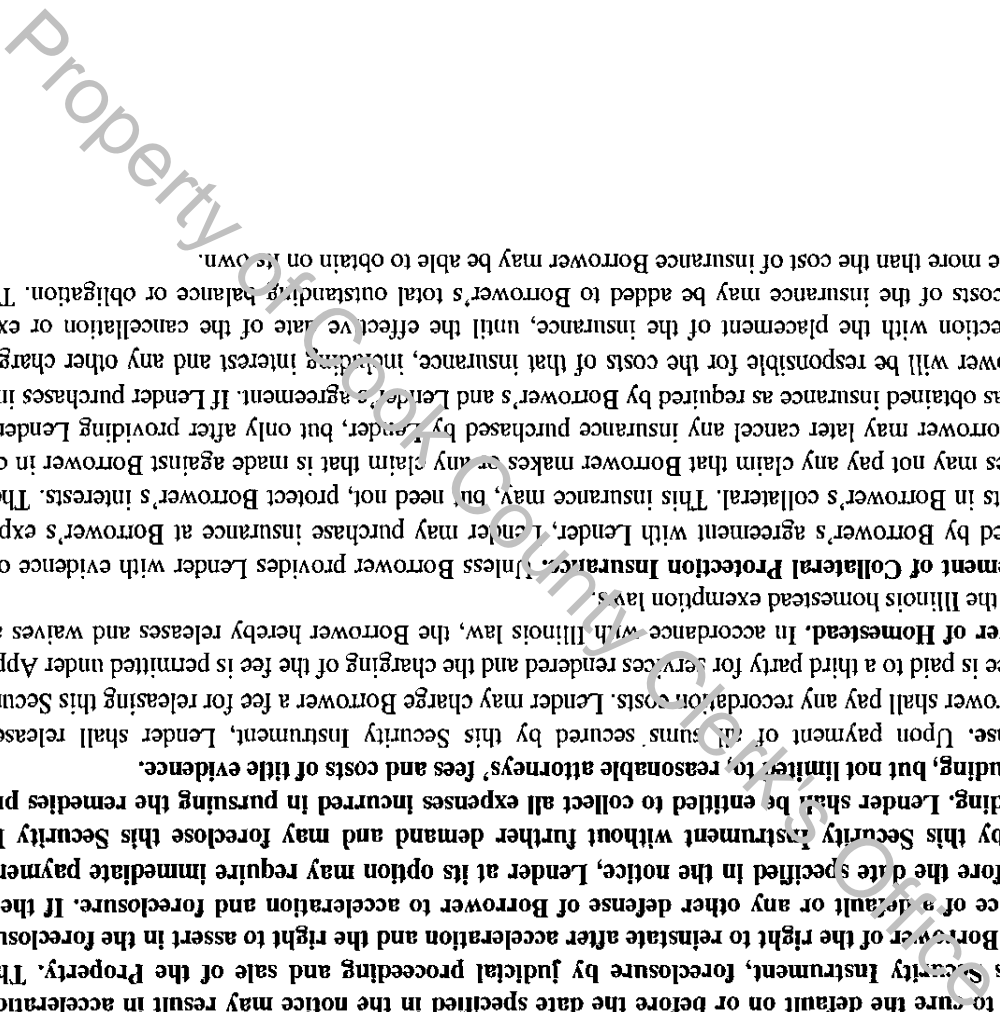 to cure the default on or before the date specified in the notice may result in acceleration
s Security Instrument, foreclosure by judicial proceeding and sale of the Property. Th
Borrower of the right to reinstate after acceleration and the right to assert in the foreclosu
ce of a default or any other defense of Borrower to acceleration and foreclosure. If the
fore the date specified in the notice, Lender at its option may require immediate paymen
by this Security Instrument without further demand and may foreclose this Security I
ding. Lender shall be entitled to collect all expenses incurred in pursuing the remedies p
uding, but not limited to, reasonable attorneys' fees and costs of title evidence.
ase. Upon payment of all sums secured by this Security Instrument, Lender shall release
rower shall pay any recordation costs. Lender may charge Borrower a fee for releasing this Secu
ee is paid to a third party for services rendered and the charging of the fee is permitted under App
er of Homestead. In accordance with Illinois law, the Borrower hereby releases and waives a
the Illinois homestead exemption laws.
ement of Collateral Protection Insurance. Unless Borrower provides Lender with evidence o
ed by Borrower's agreement with Lender, Lender may purchase insurance at Borrower's exp
ts in Borrower's collateral. This insurance may, but need not, protect Borrower's interests. The
es may not pay any claim that Borrower makes or any claim that is made against Borrower in c
orrower may later cancel any insurance purchased by Lender, but only after providing Lender
as obtained insurance as required by Borrower's and Lender's agreement. If Lender purchases in
ower will be responsible for the costs of that insurance, including interest and any other charg
ection with the placement of the insurance, until the effective date of the cancellation or ex
costs of the insurance may be added to Borrower's total outstanding balance or obligation. T
e more than the cost of insurance Borrower may be able to obtain on its own.
Property of Cook County Clerk's Office